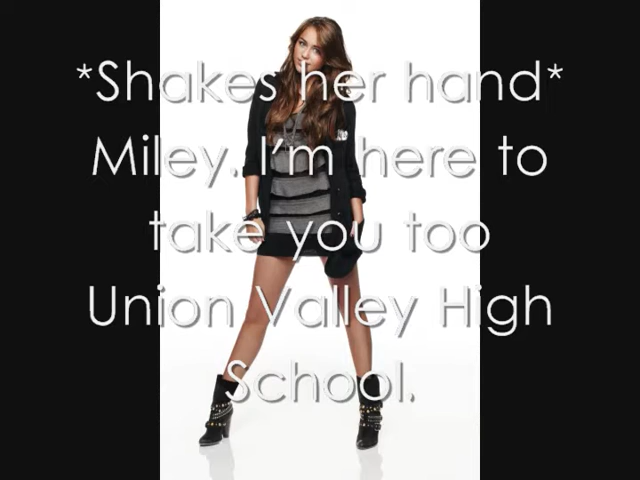 *Shakes her hand*
Miley. I'm here to
take you too
Union Valley High
School.